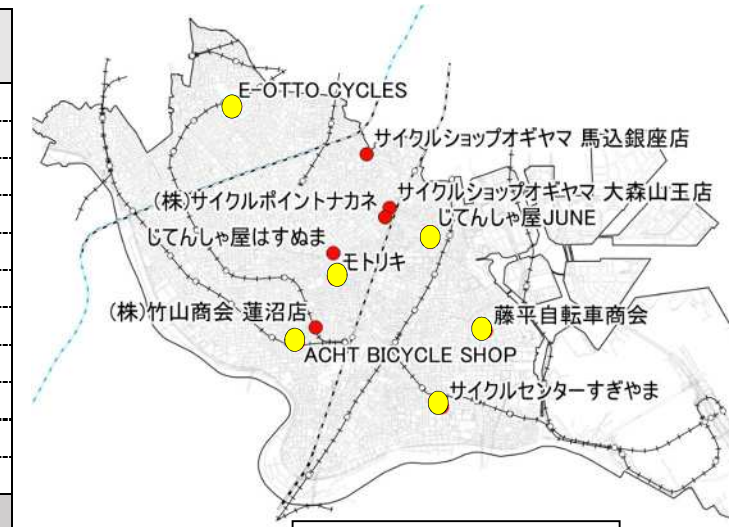 E-OTTO CYCLES
サイクルショップオギヤマ 馬込銀座店
(株)サイクルポイントナカネ
サイクルショップオギヤマ 大森山王店
じてんしゃ屋JUNE
じてんしゃ屋はすぬま
モトリキ
(株)竹山商会 蓮沼店
藤平自転車商会
ACHT BICYCLE SHOP
サイクルセンターすぎやま